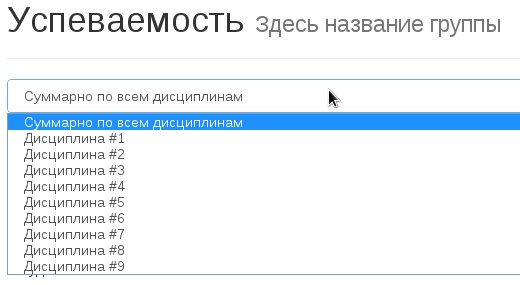 Успеваемость Здесь название группы
Суммарно по всем дисциплинам
Суммарно по всем дисциплинам
Дисциплина #1
Дисциплина #2
Дисциплина #3
Дисциплина #4
Дисциплина #5
Дисциплина #6
Дисциплина #7
Дисциплина #8
Дисциплина #9